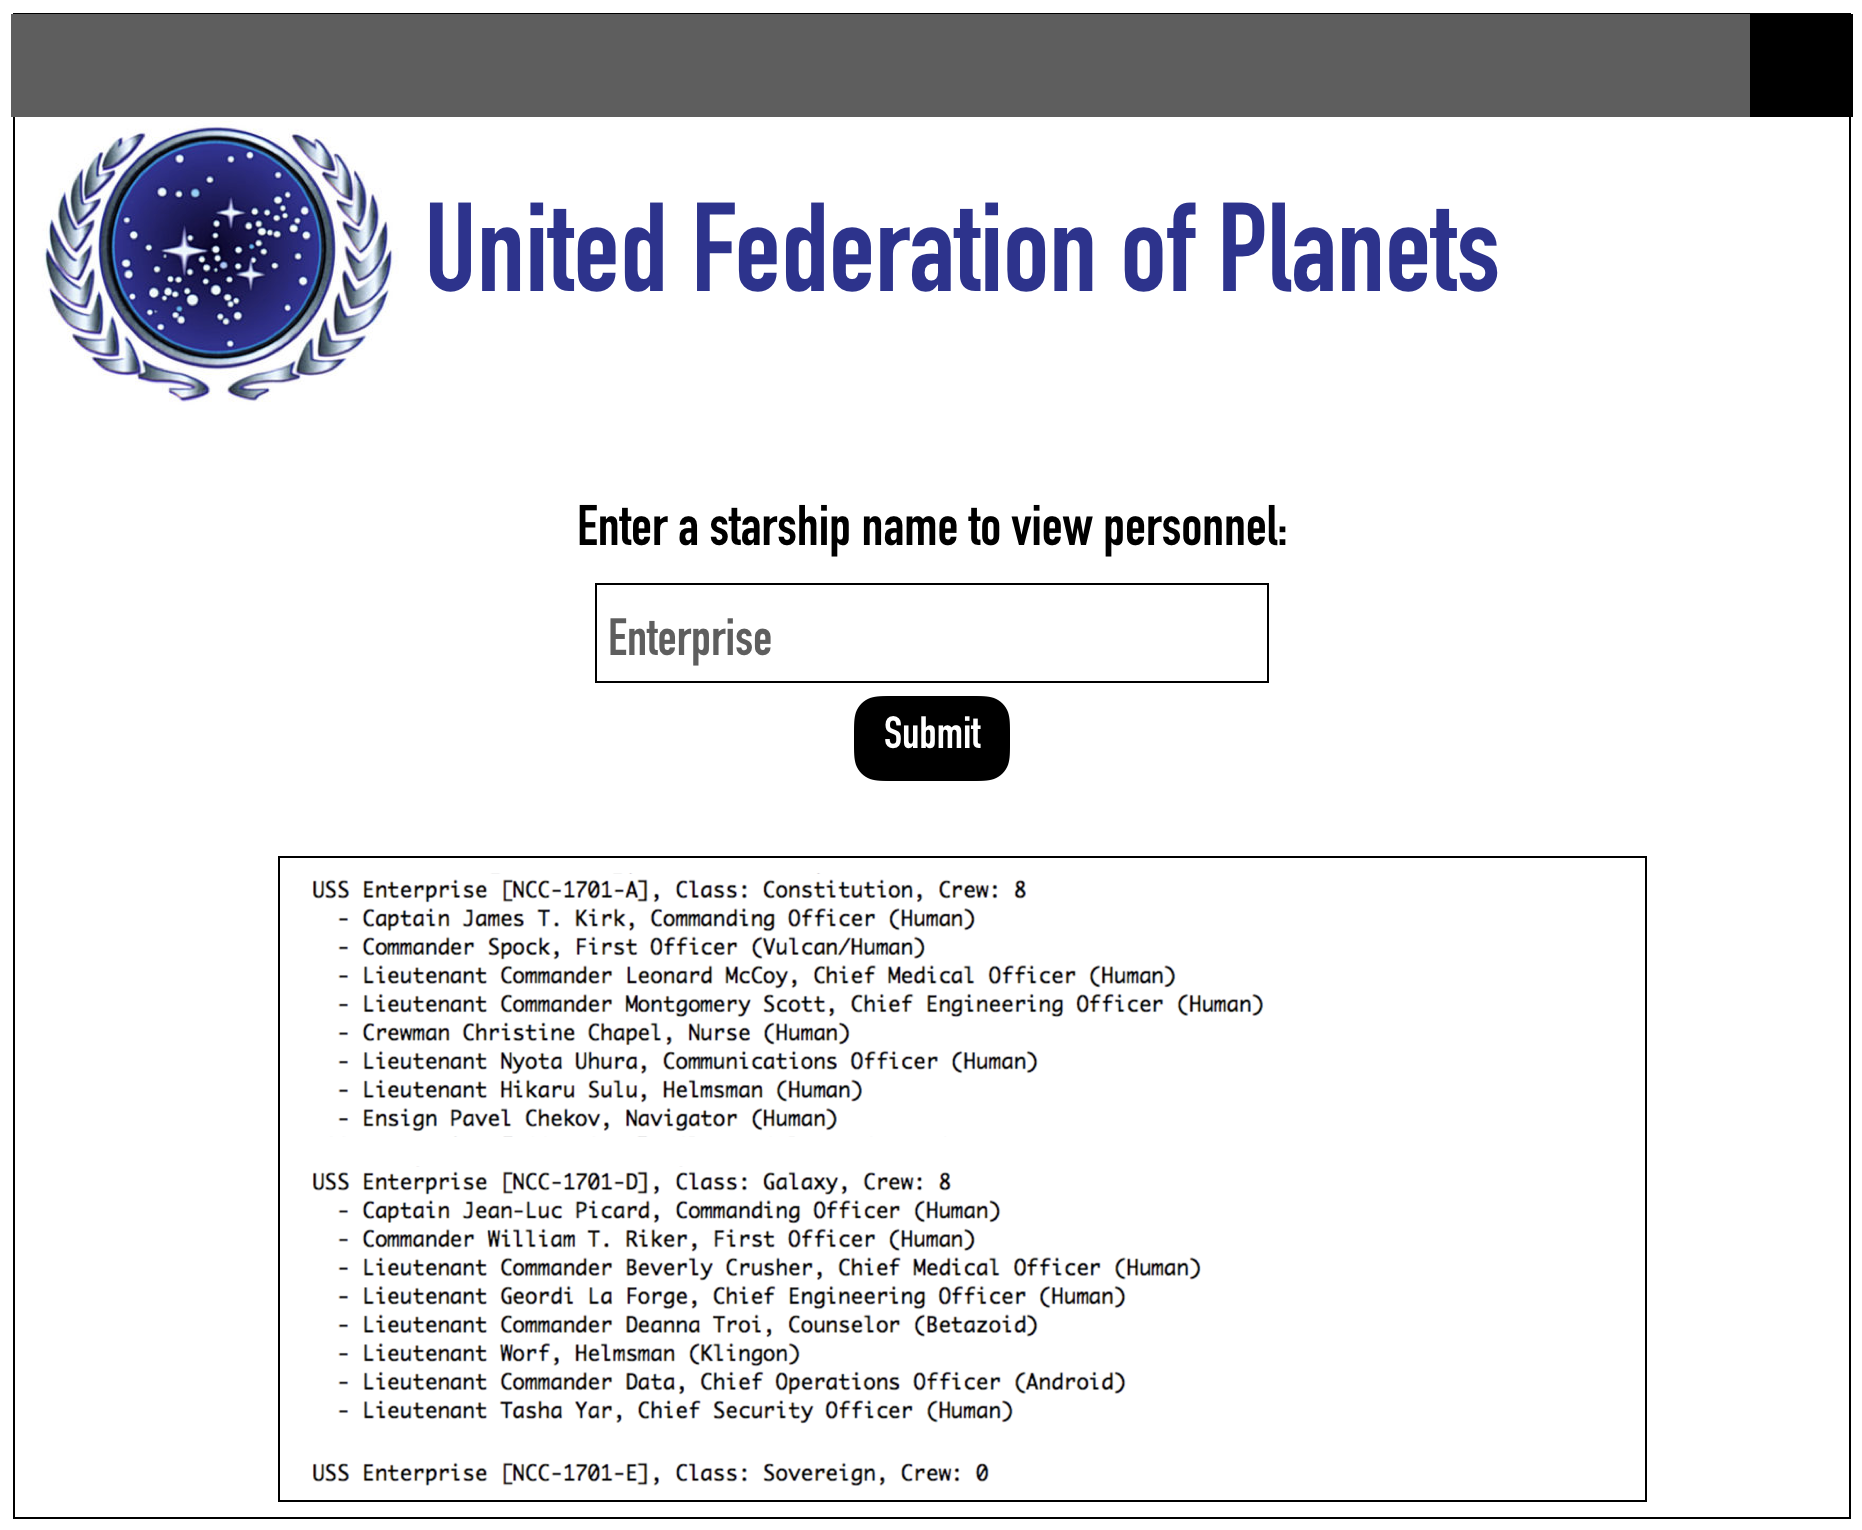 United Federation of Planets
Enter a starship name to view personnel:
Enterprise
Submit
USS Enterprise [NCC-1701-A], Class: Constitution, Crew: 8
- Captain James T. Kirk, Commanding Officer (Human)
- Commander Spock, First Officer (Vulcan/Human)
- Lieutenant Commander Leonard McCoy, Chief Medical Officer (Human)
- Lieutenant Commander Montgomery Scott, Chief Engineering Officer (Human)
- Crewman Christine Chapel, Nurse (Human)
- Lieutenant Nyota Uhura, Communications Officer (Human)
- Lieutenant Hikaru Sulu, Helmsman (Human)
- Ensign Pavel Chekov, Navigator (Human)
USS Enterprise [NCC-1701-D], Class: Galaxy, Crew: 8
- Captain Jean-Luc Picard, Commanding Officer (Human)
- Commander William T. Riker, First Officer (Human)
- Lieutenant Commander Beverly Crusher, Chief Medical Officer (Human)
- Lieutenant Geordi La Forge, Chief Engineering Officer (Human)
- Lieutenant Commander Deanna Troi, Counselor (Betazoid)
- Lieutenant Worf, Helmsman (Klingon)
- Lieutenant Commander Data, Chief Operations Officer (Android)
- Lieutenant Tasha Yar, Chief Security Officer (Human)
USS Enterprise [NCC-1701-E], Class: Sovereign, Crew: 0